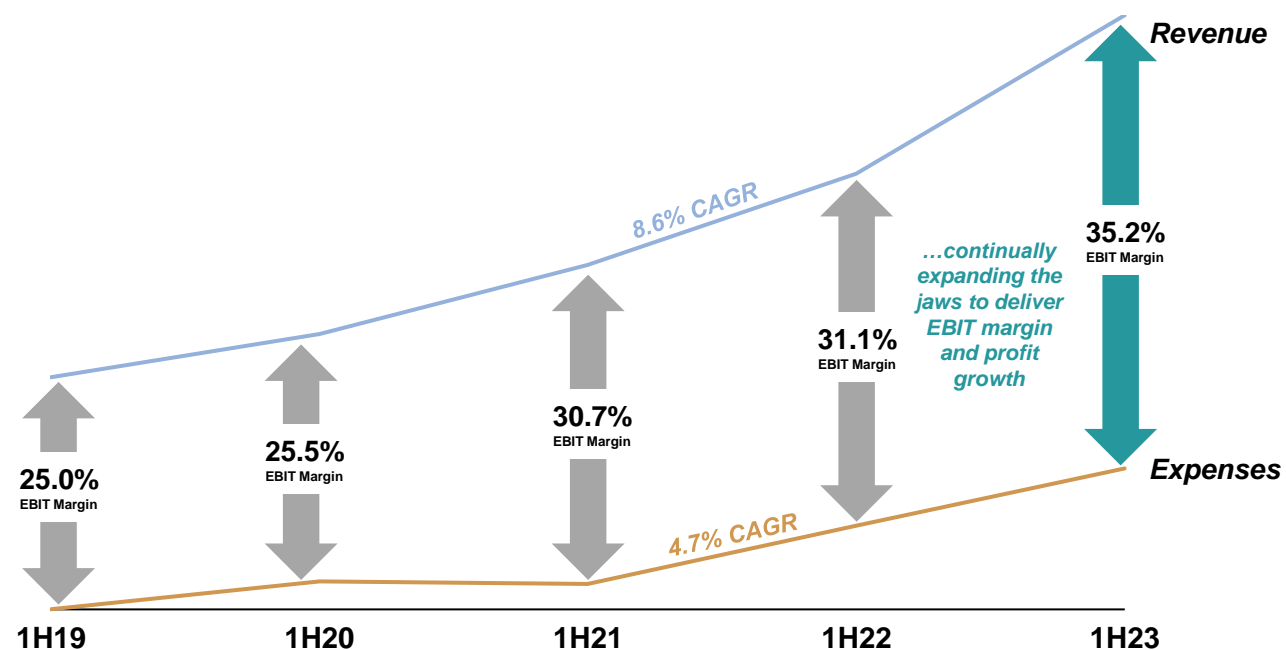 Revenue
8.6% CAGR
35.2%
EBIT Margin
…continually
expanding the
jaws to deliver
EBIT margin
and profit
growth
31.1%
EBIT Margin
30.7%
EBIT Margin
25.5%
EBIT Margin
25.0%
EBIT Margin
Expenses
4.7% CAGR
1H19
1H20
1H21
1H22
1H23